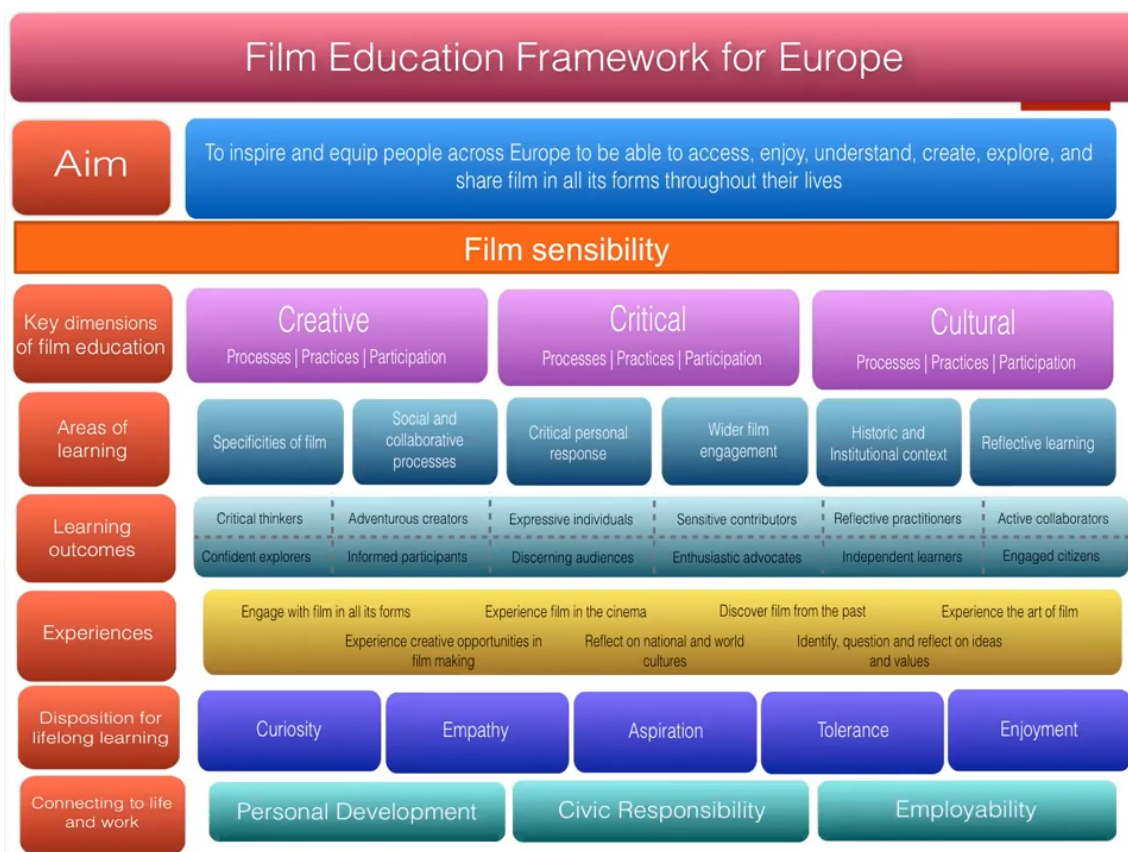 Film Education Framework for Europe
Aim
To inspire and equip people across Europe to be able to access, enjoy, understand, create, explore, and
share film in all its forms throughout their lives
Film sensibility
Key dimensions
of film education
Creative
Processes | Practices | Participation
Critical
Processes | Practices | Participation
Cultural
Processes | Practices | Participation
Areas of
learning
Specificities of film
Social and
collaborative
processes
Critical personal
response
Wider film
engagement
Historic and
Institutional context
Reflective learning
Learning
outcomes
Critical thinkers
Adventurous creators
Expressive individuals
Sensitive contributors
Reflective practitioners
Active collaborators
Confident explorers
Informed participants
Discerning audiences
Enthusiastic advocates
Independent learners
Engaged citizens
Experiences
Engage with film in all its forms
Experience film in the cinema
Discover film from the past
Experience the art of film
Experience creative opportunities in
film making
Reflect on national and world
cultures
Identify, question and reflect on ideas
and values
Disposition for
lifelong learning
Curiosity
Empathy
Aspiration
Tolerance
Enjoyment
Connecting to life
and work
Personal Development
Civic Responsibility
Employability